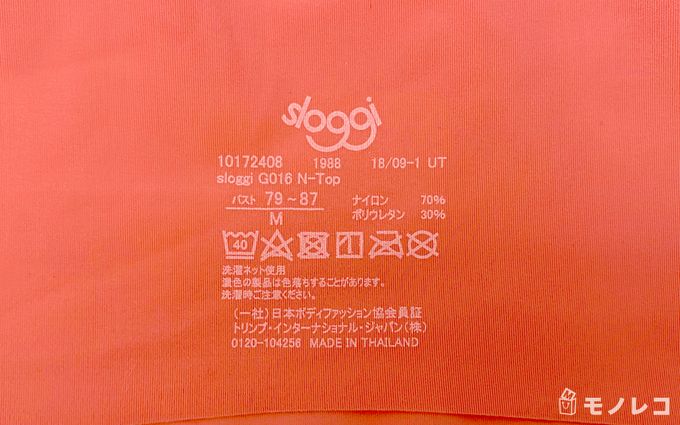 sloggi
10172408 1988 18/09-1 UT
sloggi G016 N-Top
バスト 79～87 ナイロン 70%
M ポリウレタン 30%
40
洗濯ネット使用
濃色の製品は色落ちすることがあります。
洗濯時ご注意ください。
(一社)日本ボディファッション協会員証
トリンプ・インターナショナル・ジャパン(株)
0120-104256 MADE IN THAILAND
モノレコ